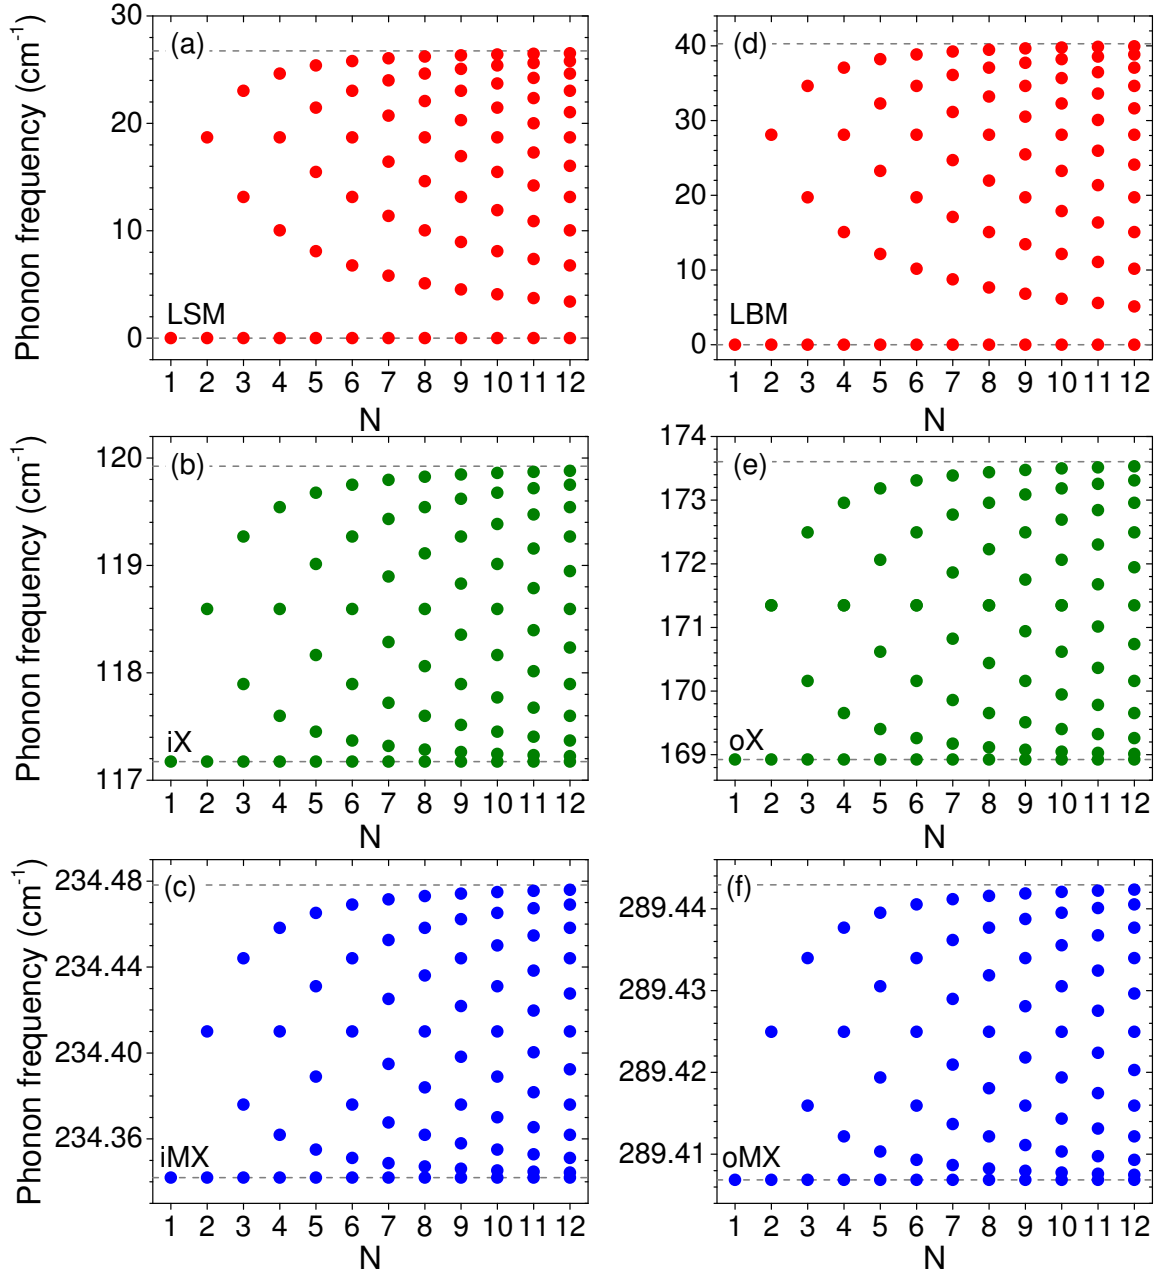 (a)
Phonon frequency (cm⁻¹)
30
20
10
0
LSM
1 2 3 4 5 6 7 8 9 10 11 12
N
(d)
40
30
20
10
0
LBM
1 2 3 4 5 6 7 8 9 10 11 12
N
(b)
Phonon frequency (cm⁻¹)
120
119
118
117
iX
1 2 3 4 5 6 7 8 9 10 11 12
N
(e)
174
173
172
171
170
169
oX
1 2 3 4 5 6 7 8 9 10 11 12
N
(c)
Phonon frequency (cm⁻¹)
234.48
234.44
234.40
234.36
iMX
1 2 3 4 5 6 7 8 9 10 11 12
N
(f)
289.44
289.43
289.42
289.41
oMX
1 2 3 4 5 6 7 8 9 10 11 12
N